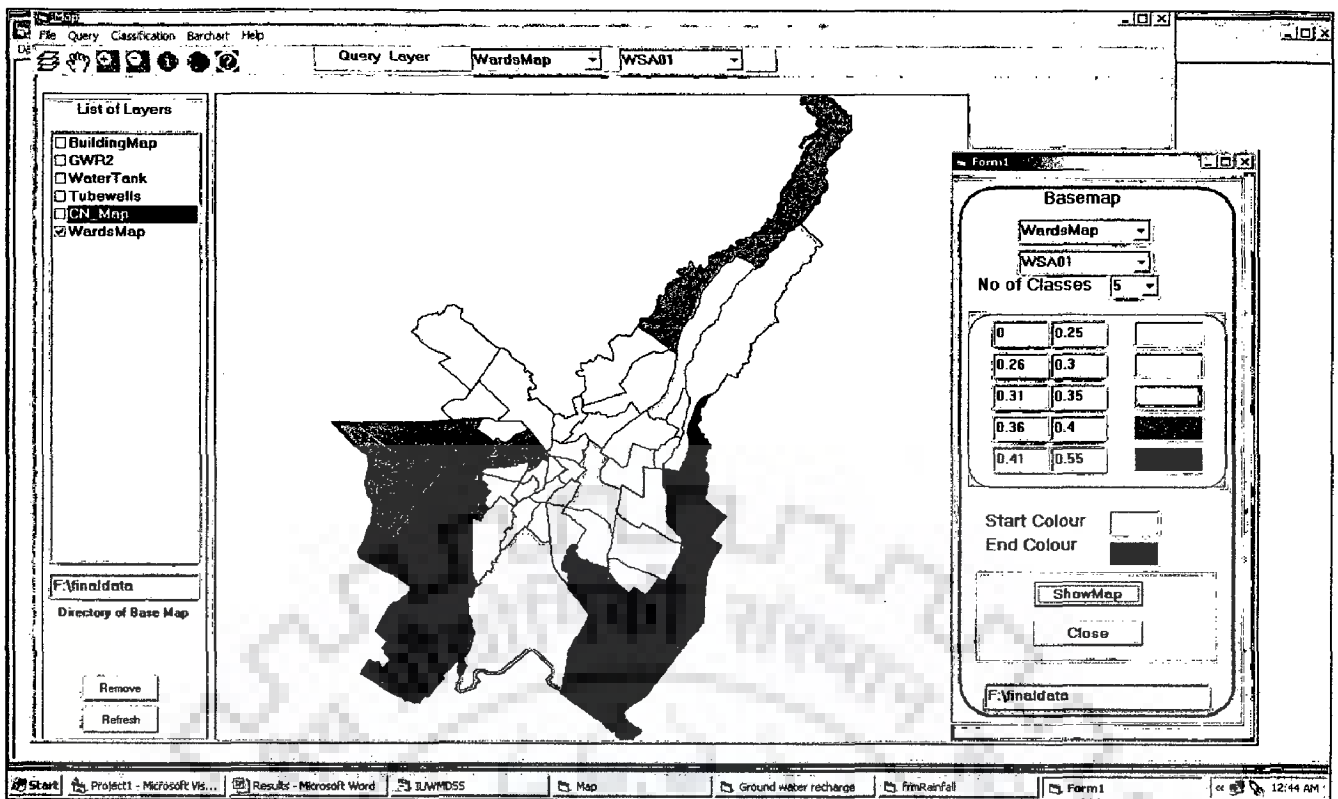 Map
File Query Classification Barchart Help
Query Layer WardsMap WSA01
List of Layers
BuildingMap
GWR2
WaterTank
Tubewells
CN_Map
WardsMap
F:\finaldata
Directory of Base Map
Remove
Refresh
Form1
Basemap
WardsMap
WSA01
No of Classes 5
0 0.25
0.26 0.3
0.31 0.35
0.36 0.4
0.41 0.55
Start Colour
End Colour
ShowMap
Close
F:\finaldata
Start Project1 - Microsoft Vis... Results - Microsoft Word Map Ground water recharge frmRainfall Form1 12:44 AM